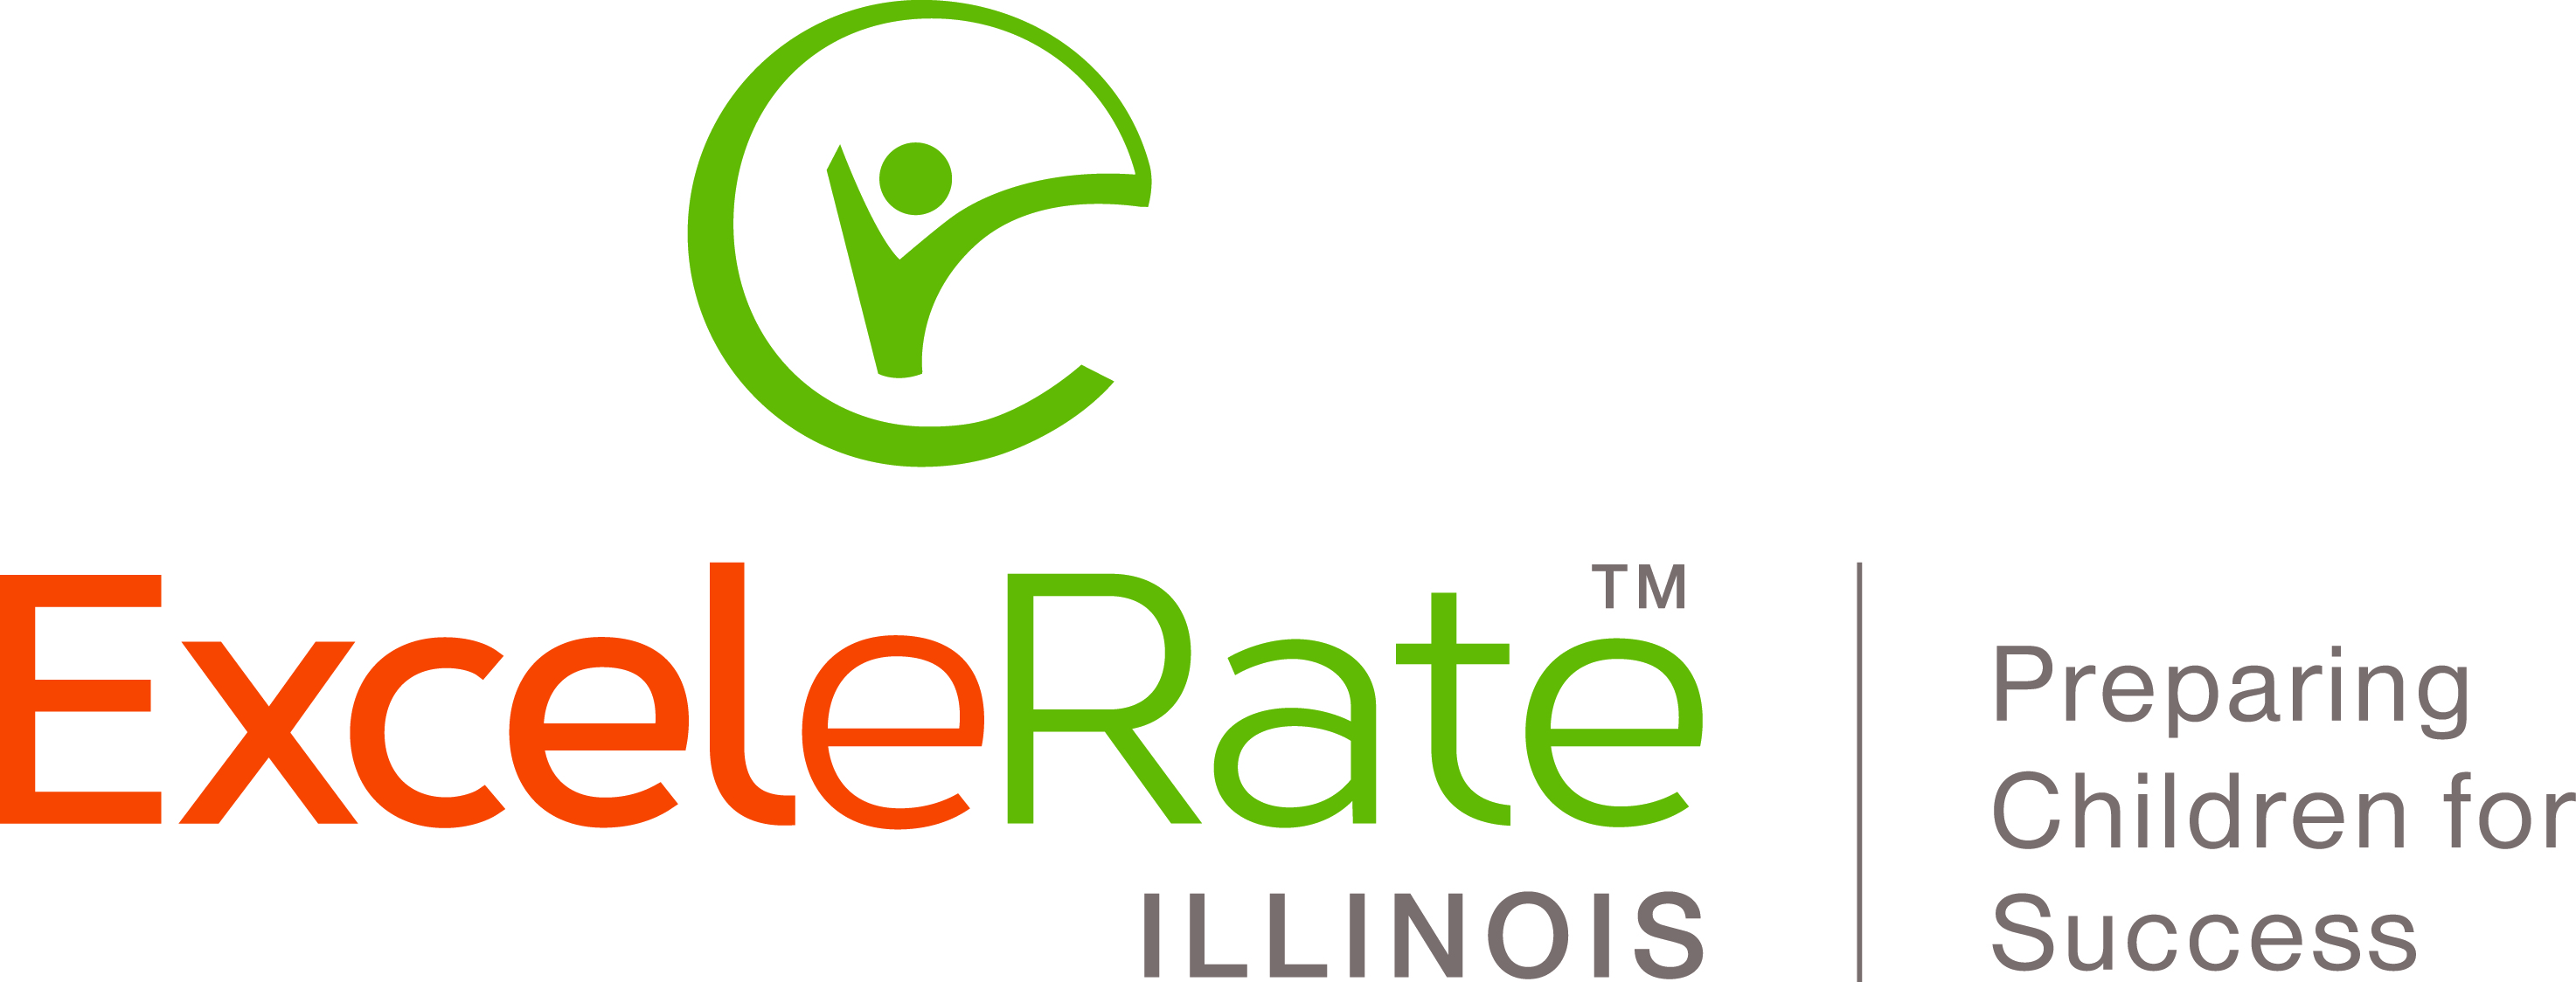 ExceleRate™
ILLINOIS
Preparing
Children for
Success